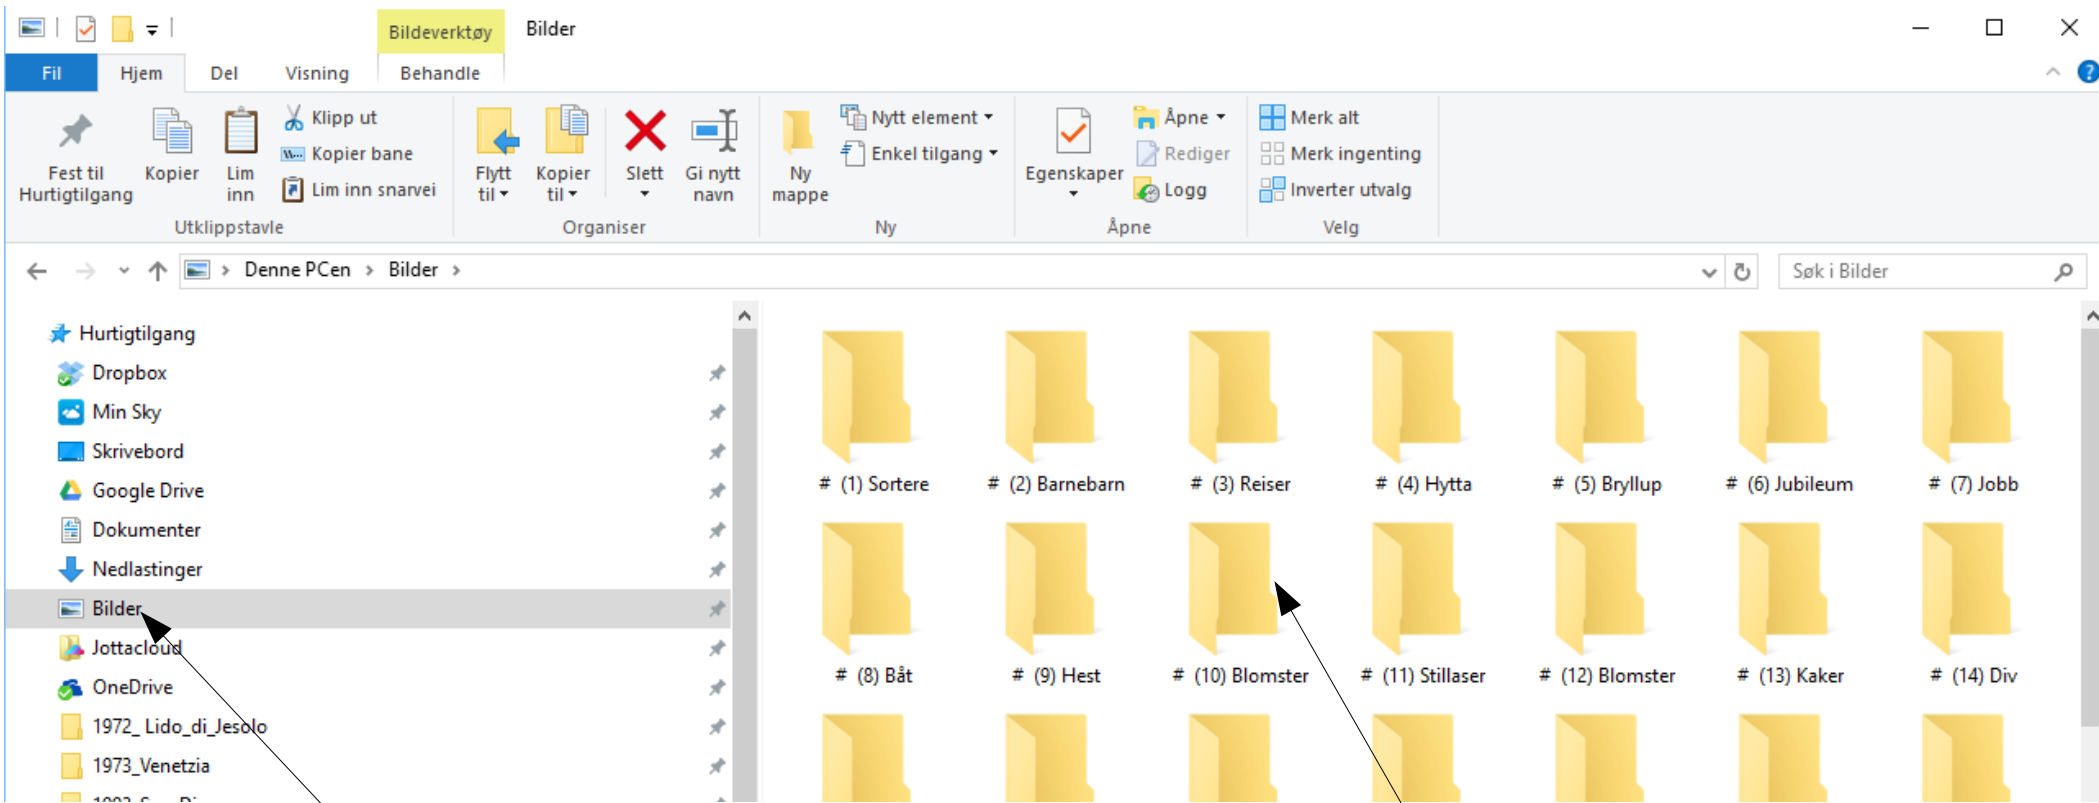 Bildeverktøy Bilder
Fil Hjem Del Visning Behandle
Fest til Hurtigtilgang
Kopier
Lim inn
Klipp ut
Kopier bane
Lim inn snarvei
Utklippstavle
Flytt til
Kopier til
Slett
Gi nytt navn
Organiser
Ny mappe
Nytt element
Enkel tilgang
Ny
Egenskaper
Åpne
Rediger
Logg
Åpne
Merk alt
Merk ingenting
Inverter utvalg
Velg
Denne PCen > Bilder >
Søk i Bilder
Hurtigtilgang
Dropbox
Min Sky
Skrivebord
Google Drive
Dokumenter
Nedlastinger
Bilder
Jottacloud
OneDrive
1972_ Lido_di_Jesolo
1973_Venetzia
# (1) Sortere
# (2) Barnebarn
# (3) Reiser
# (4) Hytta
# (5) Bryllup
# (6) Jubileum
# (7) Jobb
# (8) Båt
# (9) Hest
# (10) Blomster
# (11) Stillaser
# (12) Blomster
# (13) Kaker
# (14) Div